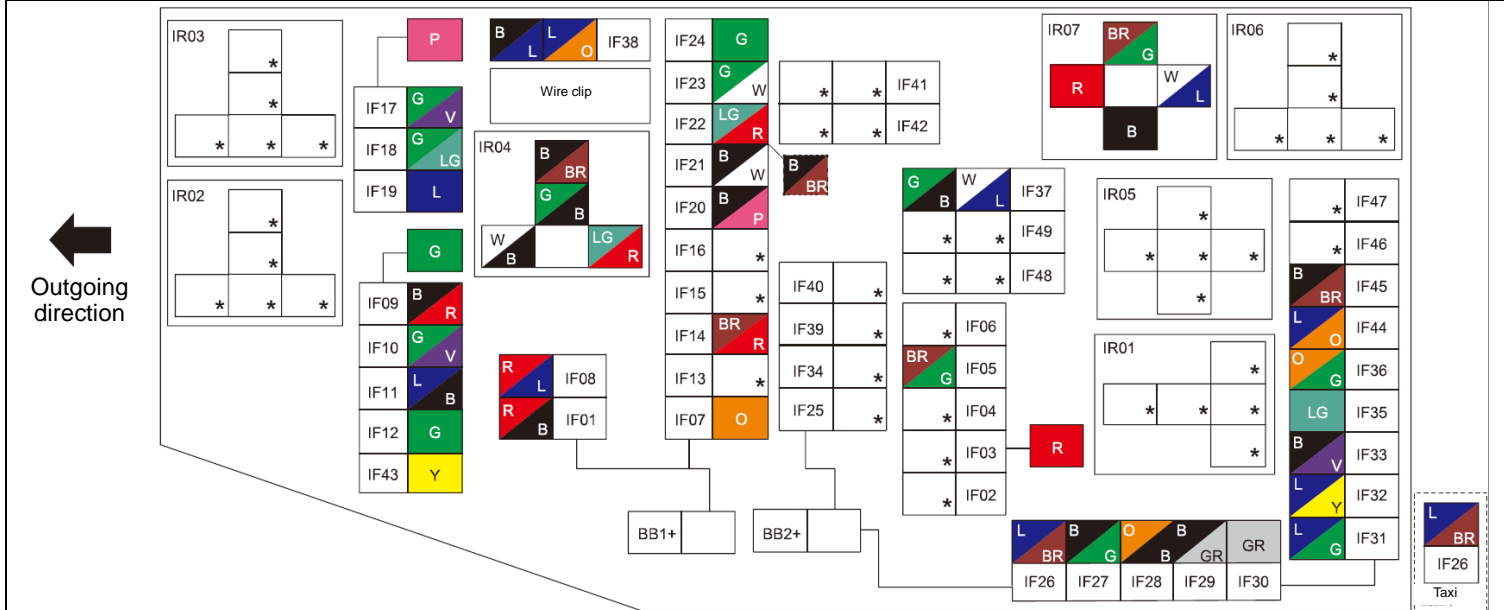 IR03
*
*
* * *
IR02
*
*
* * *
Outgoing
direction
P
IF17 G V
IF18 G LG
IF19 L
G
IF09 B R
IF10 G V
IF11 L B
IF12 G
IF43 Y
B L L O IF38
Wire clip
IR04
B BR
G B
W B LG R
R L IF08
R B IF01
IF24 G
IF23 G W
IF22 LG R
IF21 B W
B BR
IF20 B P
IF16 *
IF15 *
IF14 BR R
IF13 *
IF07 O
* * IF41
* * IF42
IF40 *
IF39 *
IF34 *
IF25 *
BB1+
BB2+
G B W L IF37
* * IF49
* * IF48
* IF06
BR G IF05
* IF04
* IF03
R
* IF02
IR07
BR G
R W L
B
IR06
*
*
* * *
IR05
*
* * *
*
IR01
*
* * *
*
* IF47
* IF46
B BR IF45
L O IF44
O G IF36
LG IF35
B V IF33
L Y IF32
L G IF31
L BR B G O B B GR GR
IF26 IF27 IF28 IF29 IF30
L BR
IF26
Taxi